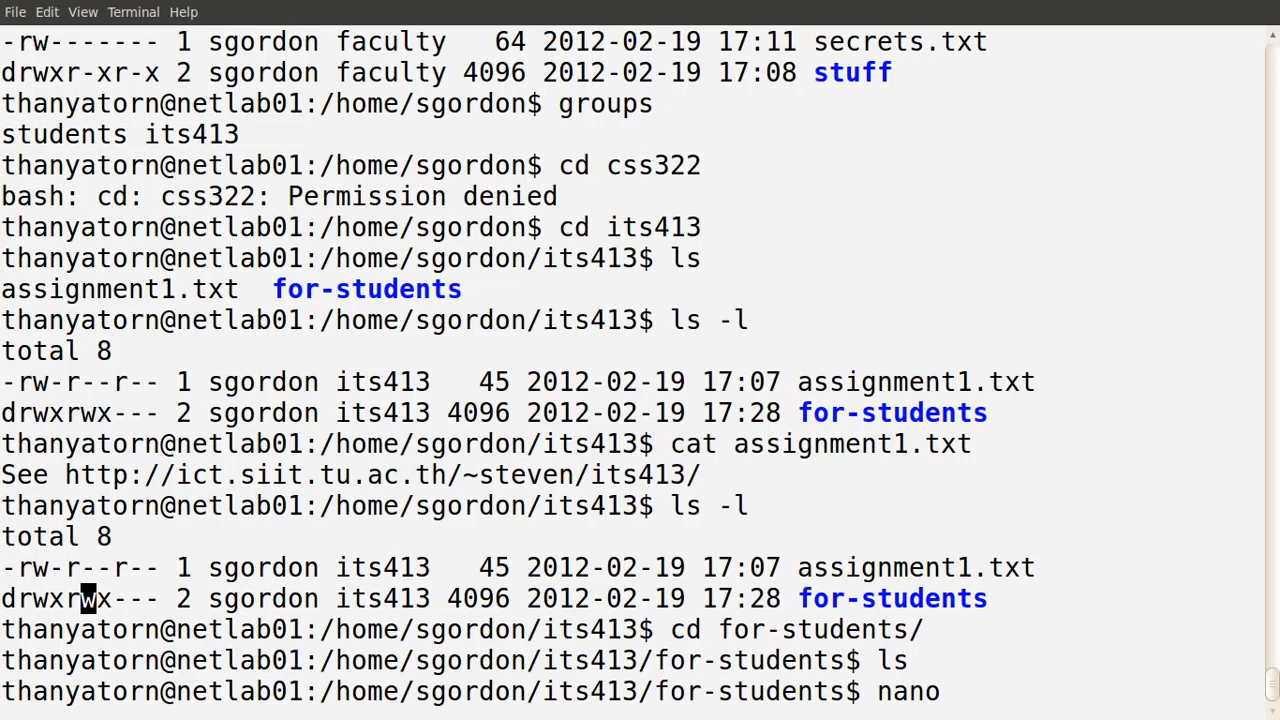 File Edit View Terminal Help
-rw------- 1 sgordon faculty   64 2012-02-19 17:11 secrets.txt
drwxr-xr-x 2 sgordon faculty 4096 2012-02-19 17:08 stuff
thanyatorn@netlab01:/home/sgordon$ groups
students its413
thanyatorn@netlab01:/home/sgordon$ cd css322
bash: cd: css322: Permission denied
thanyatorn@netlab01:/home/sgordon$ cd its413
thanyatorn@netlab01:/home/sgordon/its413$ ls
assignment1.txt  for-students
thanyatorn@netlab01:/home/sgordon/its413$ ls -l
total 8
-rw-r--r-- 1 sgordon its413   45 2012-02-19 17:07 assignment1.txt
drwxrwx--- 2 sgordon its413 4096 2012-02-19 17:28 for-students
thanyatorn@netlab01:/home/sgordon/its413$ cat assignment1.txt
See http://ict.siit.tu.ac.th/~steven/its413/
thanyatorn@netlab01:/home/sgordon/its413$ ls -l
total 8
-rw-r--r-- 1 sgordon its413   45 2012-02-19 17:07 assignment1.txt
drwxrwx--- 2 sgordon its413 4096 2012-02-19 17:28 for-students
thanyatorn@netlab01:/home/sgordon/its413$ cd for-students/
thanyatorn@netlab01:/home/sgordon/its413/for-students$ ls
thanyatorn@netlab01:/home/sgordon/its413/for-students$ nano